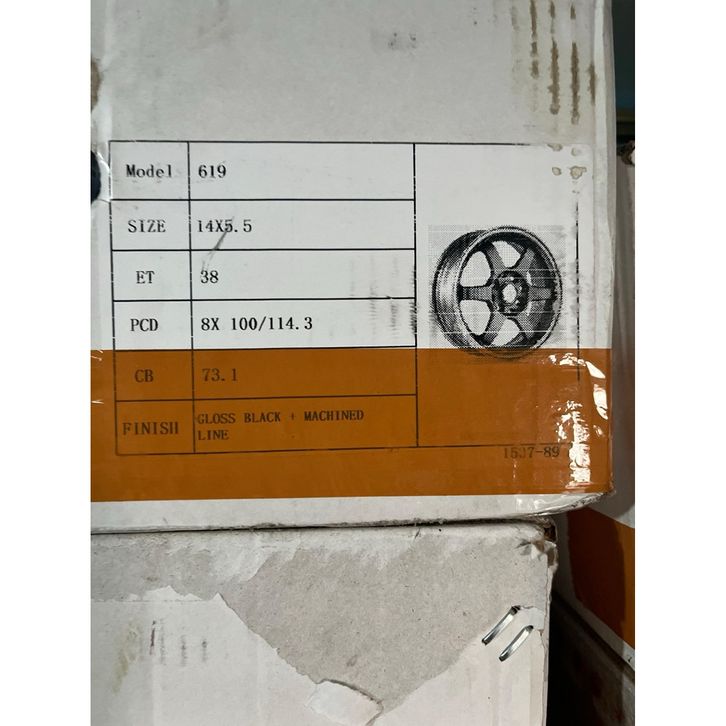 Model 619
SIZE 14X5.5
ET 38
PCD 8X 100/114.3
CB 73.1
FINISH GLOSS BLACK + MACHINED
LINE